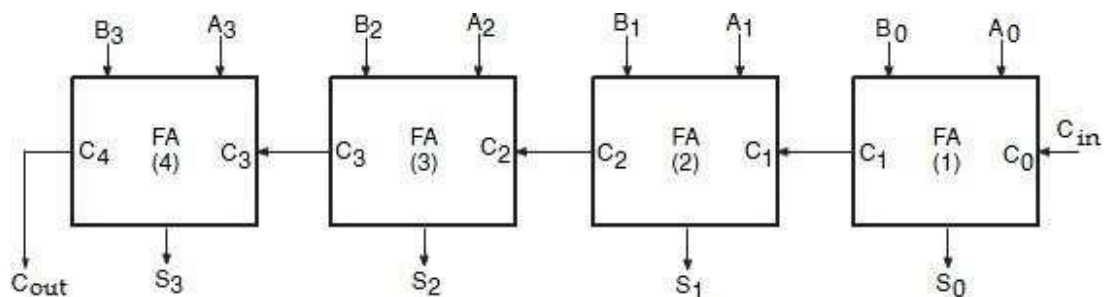 B3 A3 B2 A2 B1 A1 B0 A0
FA FA FA FA Cin
C4 C3 C3 C2 C2 C1 C1 C0
(4) (3) (2) (1)
Cout S3 S2 S1 S0